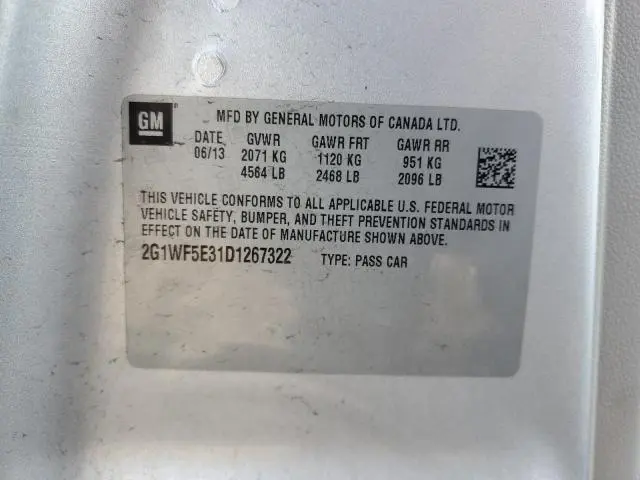 GM ® MFD BY GENERAL MOTORS OF CANADA LTD.
DATE GVWR GAWR FRT GAWR RR
06/13 2071 KG 1120 KG 951 KG
4564 LB 2468 LB 2096 LB
THIS VEHICLE CONFORMS TO ALL APPLICABLE U.S. FEDERAL MOTOR
VEHICLE SAFETY, BUMPER, AND THEFT PREVENTION STANDARDS IN
EFFECT ON THE DATE OF MANUFACTURE SHOWN ABOVE.
2G1WF5E31D1267322 TYPE: PASS CAR